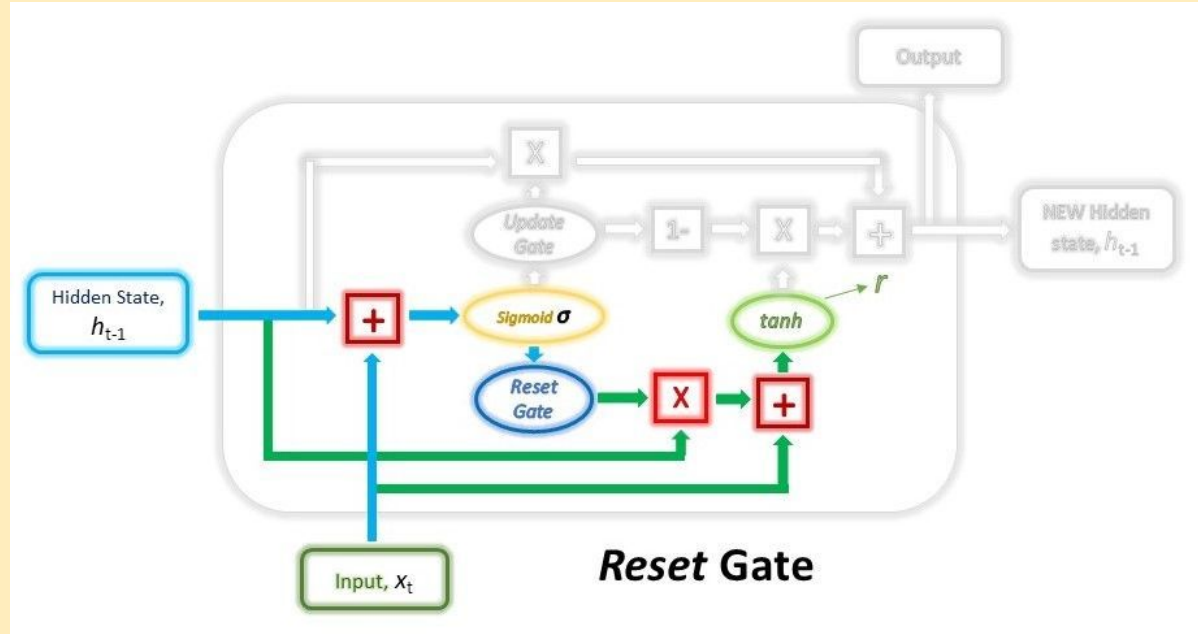 Output
X
Update
Gate
1-
X
+
NEW Hidden
state, hₜ₋₁
Hidden State,
hₜ₋₁
+
Sigmoid σ
tanh
r
Reset
Gate
X
+
Input, xₜ
Reset Gate